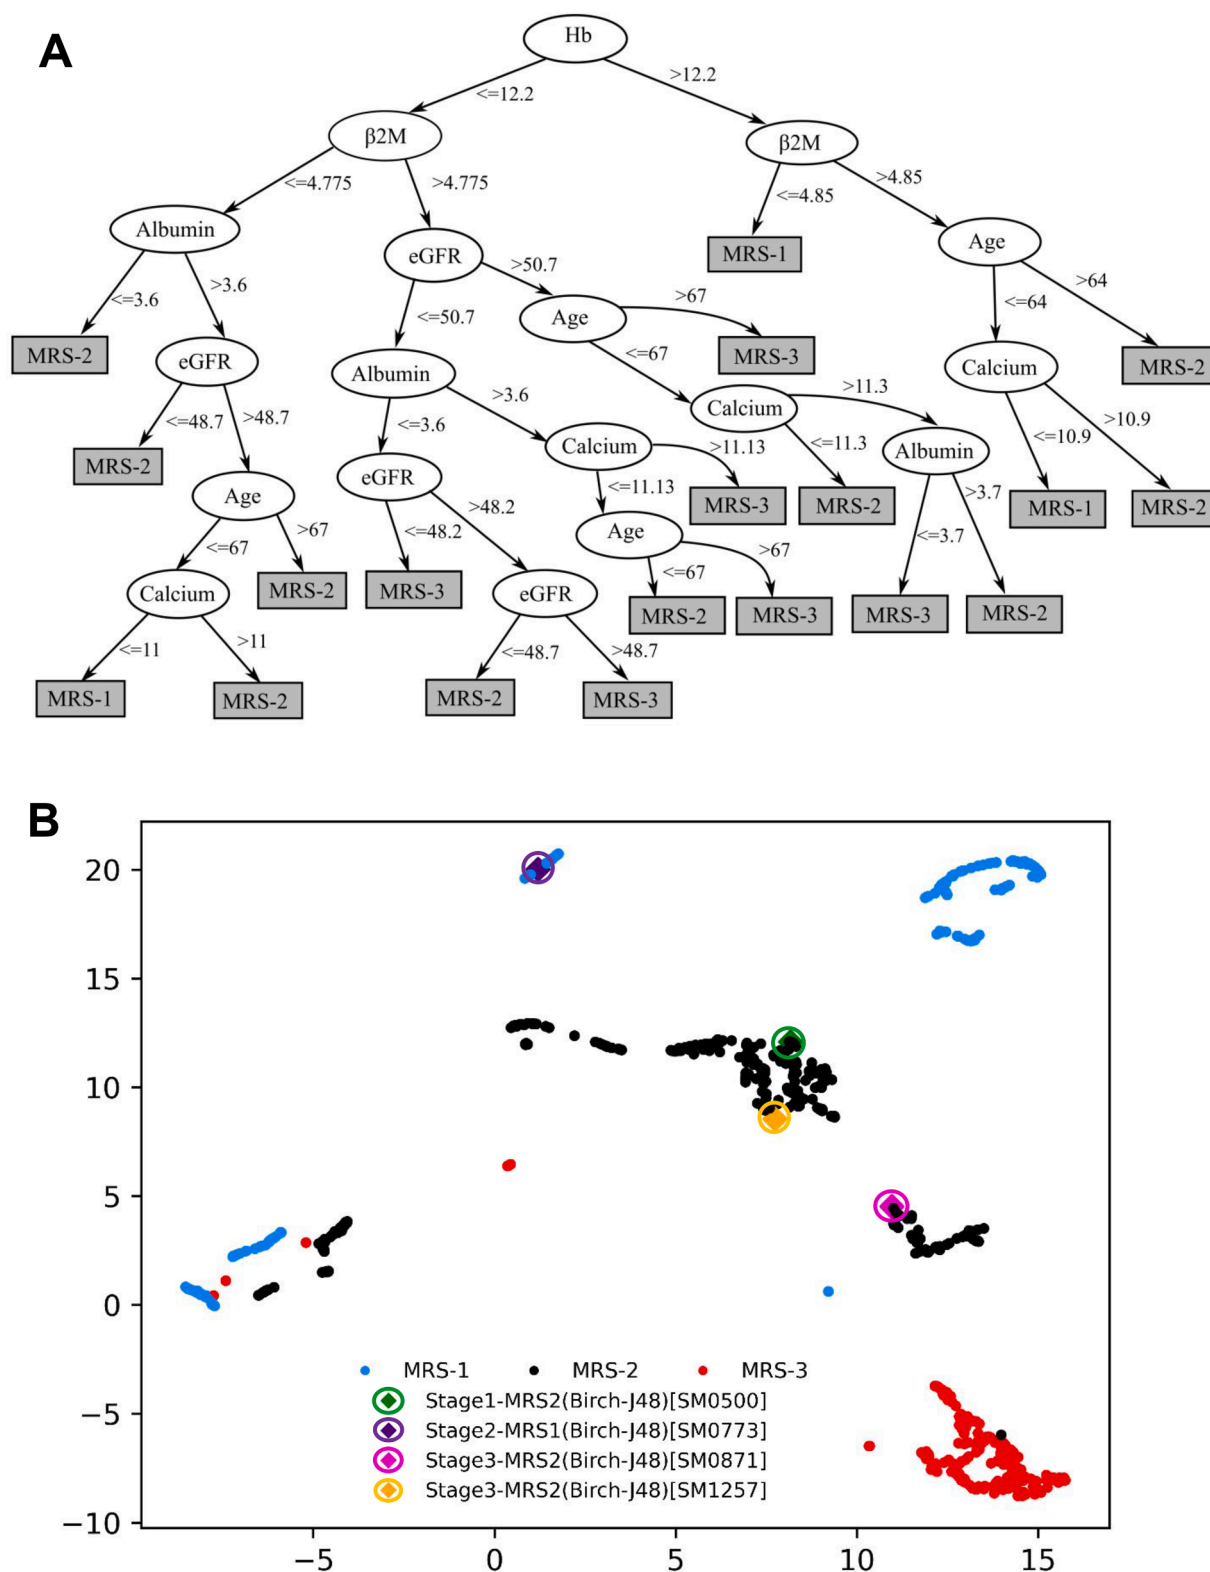 A
Hb
<=12.2
>12.2
β2M
β2M
<=4.775
>4.775
<=4.85
>4.85
Albumin
eGFR
MRS-1
Age
<=3.6
>3.6
<=50.7
>50.7
<=64
>64
MRS-2
eGFR
Albumin
Age
>67
MRS-3
Calcium
MRS-2
<=48.7
>48.7
<=3.6
>3.6
<=67
Calcium
>11.3
<=10.9
>10.9
MRS-2
Age
eGFR
Calcium
>11.13
<=11.3
Albumin
MRS-1
MRS-2
<=67
>67
<=48.2
>48.2
<=11.13
MRS-3
MRS-2
<=3.7
>3.7
Calcium
MRS-2
MRS-3
eGFR
Age
<=67
>67
MRS-2
MRS-3
MRS-3
MRS-2
<=11
>11
<=48.7
>48.7
MRS-1
MRS-2
MRS-2
MRS-3
B
20
15
10
5
0
−5
−10
MRS-1 MRS-2 MRS-3
Stage1-MRS2(Birch-J48)[SM0500]
Stage2-MRS1(Birch-J48)[SM0773]
Stage3-MRS2(Birch-J48)[SM0871]
Stage3-MRS2(Birch-J48)[SM1257]
−5 0 5 10 15